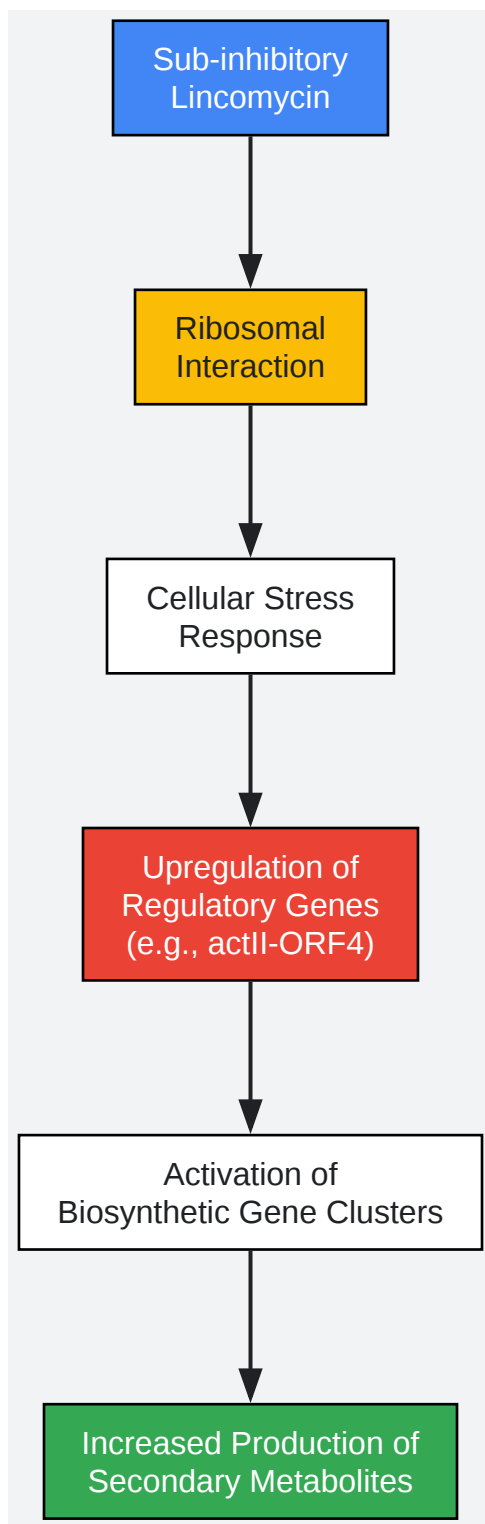 Sub-inhibitory
Lincomycin
Ribosomal
Interaction
Cellular Stress
Response
Upregulation of
Regulatory Genes
(e.g., actII-ORF4)
Activation of
Biosynthetic Gene Clusters
Increased Production of
Secondary Metabolites